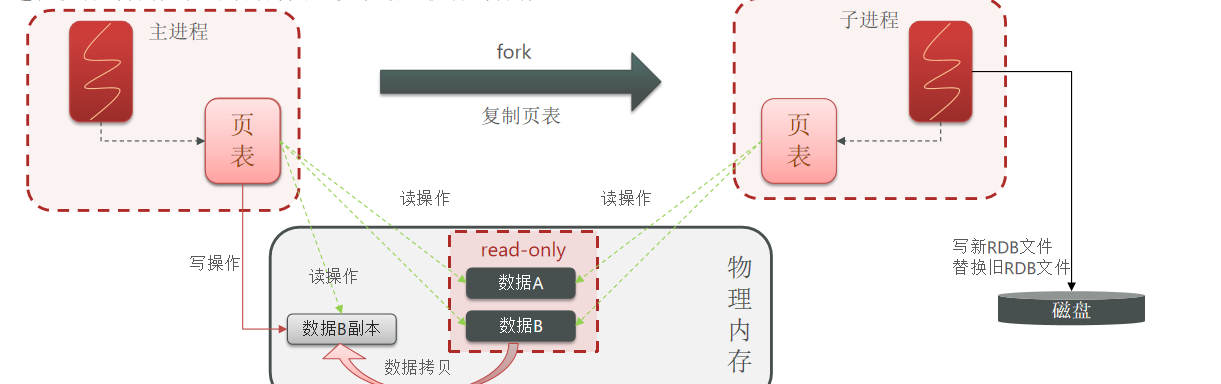 主进程
子进程
fork
复制页表
页
表
页
表
读操作
读操作
写操作
读操作
read-only
数据A
数据B
数据B副本
数据拷贝
物
理
内
存
写新RDB文件
替换旧RDB文件
磁盘